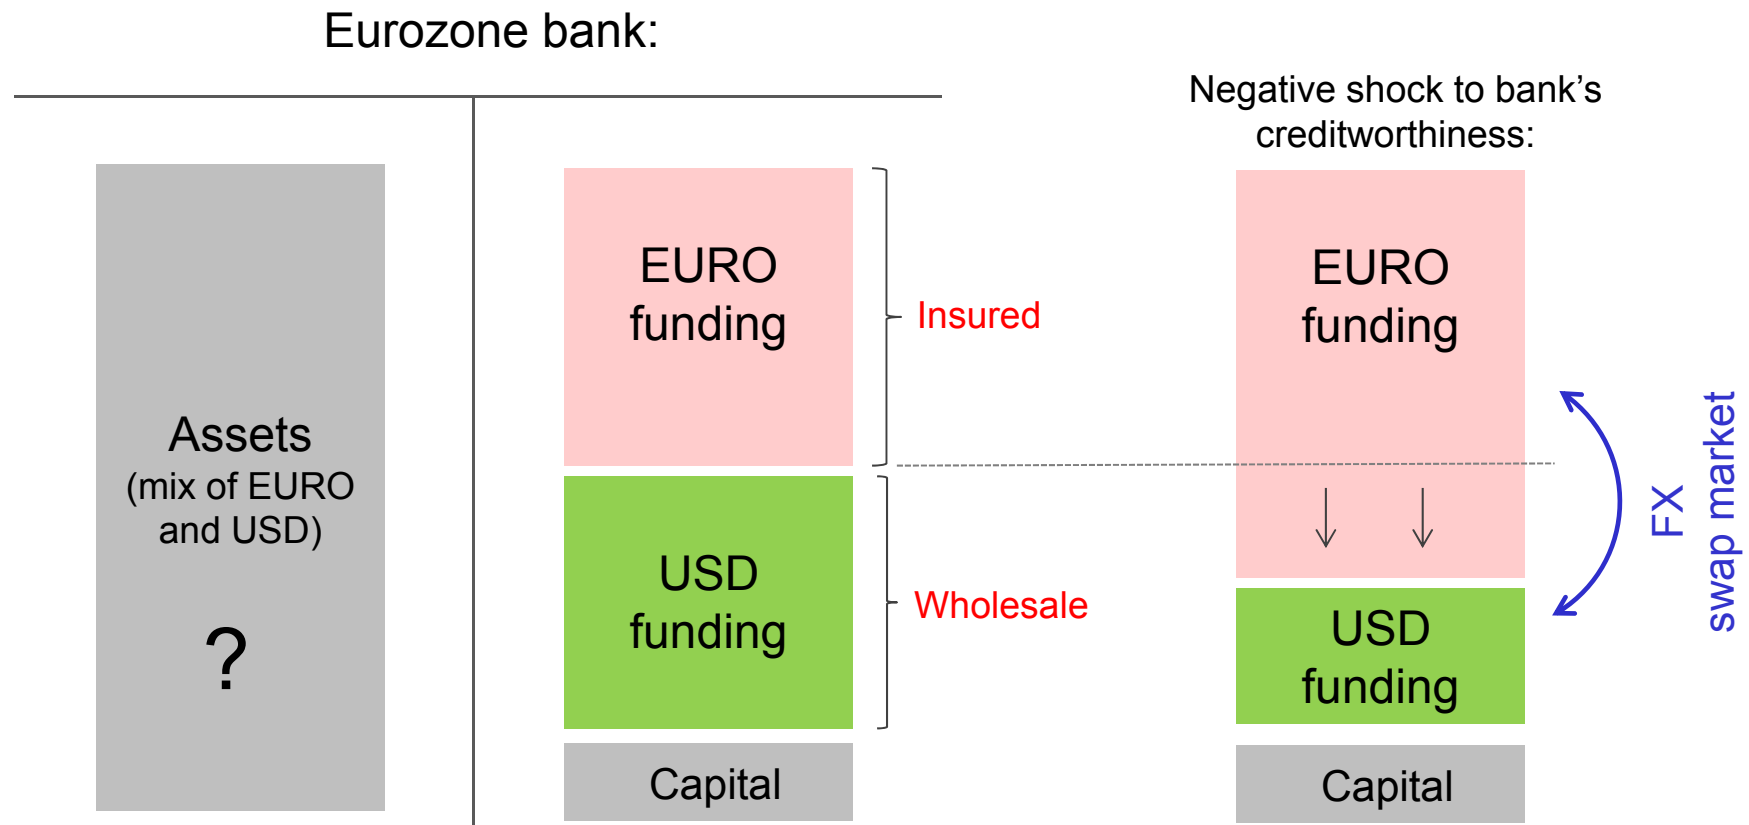 Eurozone bank:
Negative shock to bank's
creditworthiness:
Assets
(mix of EURO
and USD)
?
EURO
funding
Insured
USD
funding
Wholesale
Capital
EURO
funding
USD
funding
Capital
FX
swap market